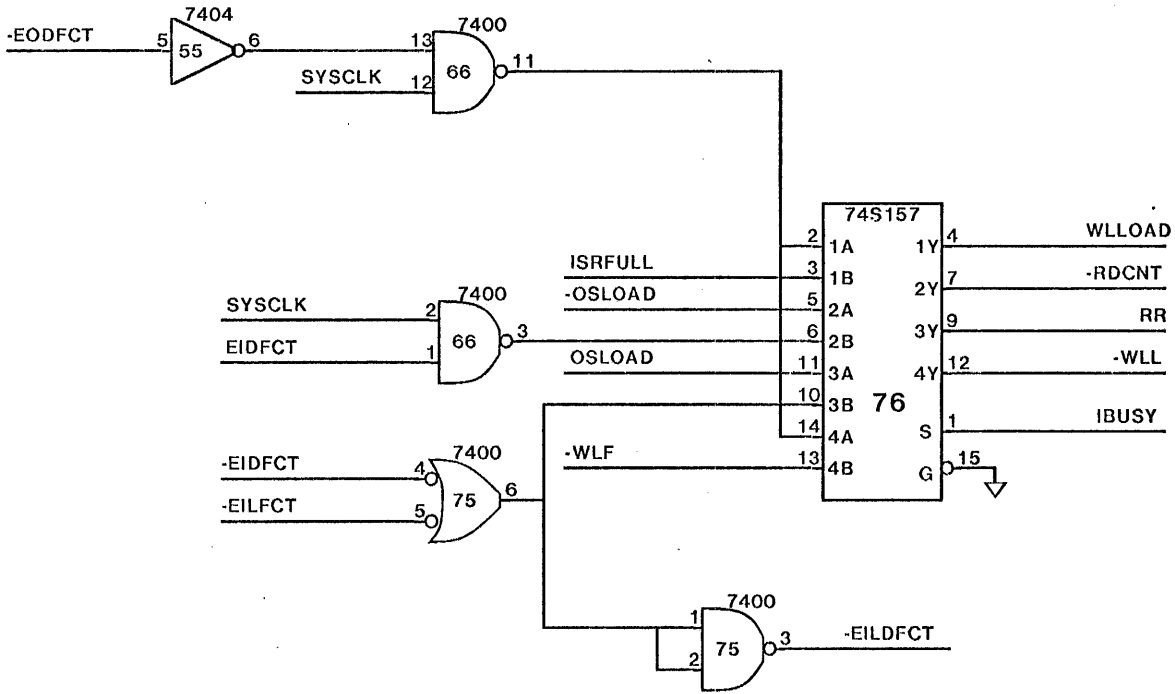 7404
7400
-EODFCT
5
55
6
13
66
11
SYSCLK
12
74S157
2
1A
1Y
4
WLLOAD
ISRFULL
3
1B
-OSLOAD
5
2A
2Y
7
-RDCNT
7400
SYSCLK
2
66
3
6
2B
3Y
9
RR
EIDFCT
1
OSLOAD
11
3A
4Y
12
-WLL
10
3B
76
14
4A
S
1
IBUSY
7400
-EIDFCT
4
75
6
-WLF
13
4B
G
15
-EILFCT
5
7400
1
75
3
-EILDFCT
2